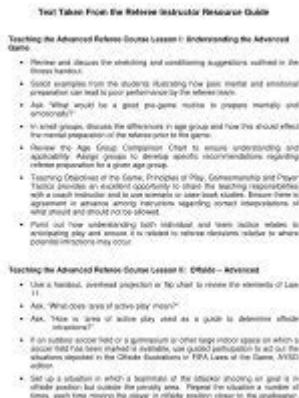 Text Taken From the Referee Instructor Resource Guide
Teaching the Advanced Referee Course Lesson I: Understanding the Advanced
Game
• Review and discuss the stretching and conditioning suggestions outlined in the
fitness handout.
• Solicit examples from the students illustrating how poor mental and emotional
preparation can lead to poor performance by the referee team.
• Ask, "What would be a good pre-game routine to prepare mentally and
emotionally?"
• In small groups, discuss the differences in age group and how this should effect
the mental preparation of the referee prior to the game.
• Review the Age Group Comparison Chart to ensure understanding and
applicability. Assign groups to develop specific recommendations regarding
referee preparation for a given age group.
• Teaching Objectives of the Game, Principles of Play, Gamesmanship and Player
Tactics provides an excellent opportunity to share the teaching responsibilities
with a coach instructor and to use scenario or case book studies. Ensure there is
agreement in advance among instructors regarding correct interpretations of
what should and should not be allowed.
• Point out how understanding both individual and team tactics relates to
anticipating play and ensure it is related to referee decisions relative to where
potential infractions may occur.
Teaching the Advanced Referee Course Lesson II: Offside – Advanced
• Use a handout, overhead projection or flip chart to review the elements of Law
11.
• Ask, "What does 'area of active play' mean?"
• Ask, "How is 'area of active play' used as a guide to determine offside
infractions?"
• If an outdoor soccer field or a gymnasium or other large indoor space on which a
soccer field has been marked is available, use guided participation to act out the
situations depicted in the Offside Illustrations in FIFA Laws of the Game, AYSO
edition.
• Set up a situation in which a teammate of the attacker shooting on goal is in
offside position but outside the penalty area. Repeat the situation a number of
times, each time moving the player in offside position closer to the goalkeeper.